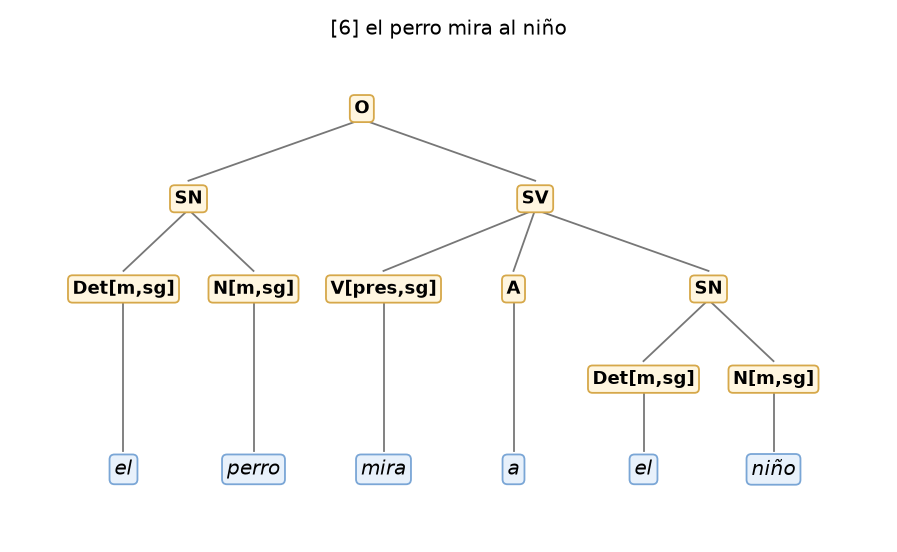 [6] el perro mira al niño
O
SN SV
Det[m,sg] N[m,sg] V[pres,sg] A SN
Det[m,sg] N[m,sg]
el perro mira a el niño